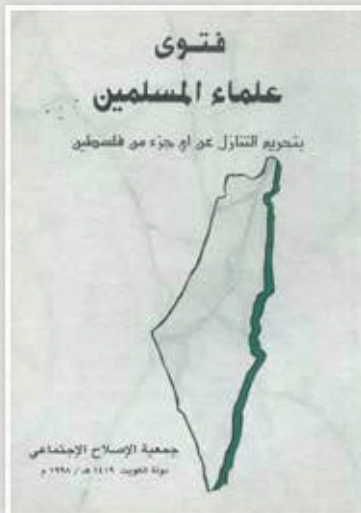 فتوى
علماء المسلمين
بتحريم التنازل عن أي جزء من فلسطين
جمعية الإصلاح الإجتماعي
دولة الكويت ١٤١٩ هـ / ١٩٩٨ م